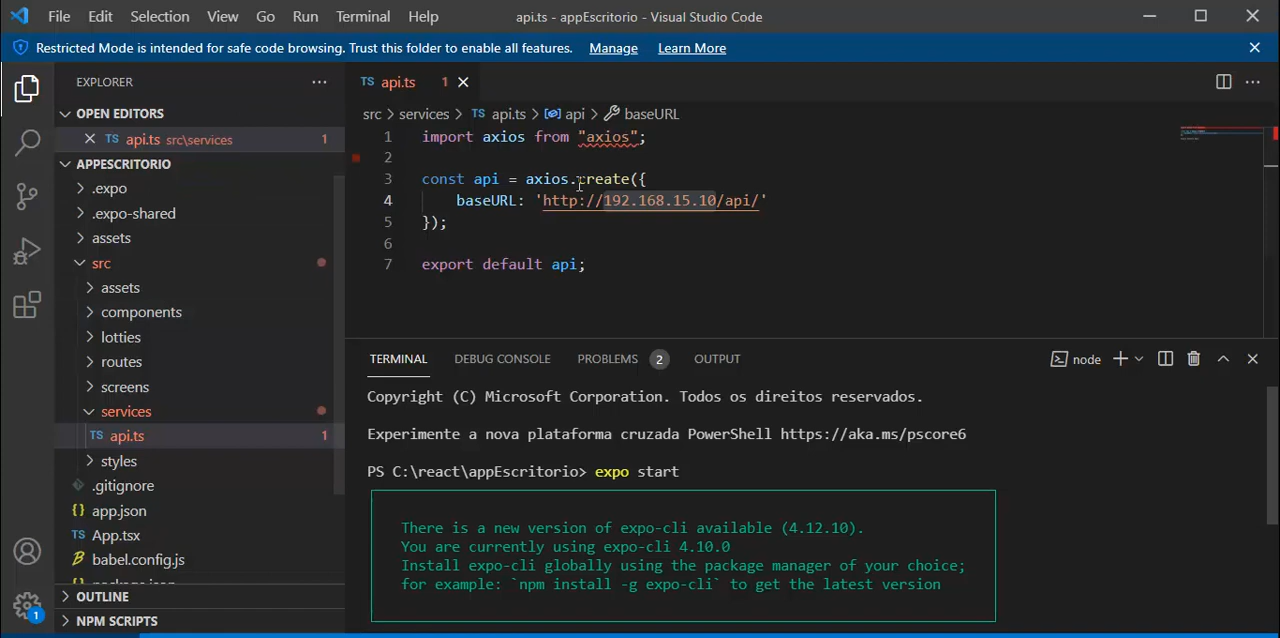 File Edit Selection View Go Run Terminal Help api.ts - appEscritorio - Visual Studio Code
Restricted Mode is intended for safe code browsing. Trust this folder to enable all features. Manage Learn More
EXPLORER
OPEN EDITORS
TS api.ts src\services 1
APPESCRITORIO
.expo
.expo-shared
assets
src
assets
components
lotties
routes
screens
services
TS api.ts 1
styles
.gitignore
{} app.json
TS App.tsx
babel.config.js
OUTLINE
NPM SCRIPTS
1
TS api.ts 1
src > services > TS api.ts > api > baseURL
1 import axios from "axios";
2
3 const api = axios.create({
4 baseURL: 'http://192.168.15.10/api/'
5 });
6
7 export default api;
TERMINAL DEBUG CONSOLE PROBLEMS 2 OUTPUT node
Copyright (C) Microsoft Corporation. Todos os direitos reservados.
Experimente a nova plataforma cruzada PowerShell https://aka.ms/pscore6
PS C:\react\appEscritorio> expo start
There is a new version of expo-cli available (4.12.10).
You are currently using expo-cli 4.10.0
Install expo-cli globally using the package manager of your choice;
for example: `npm install -g expo-cli` to get the latest version